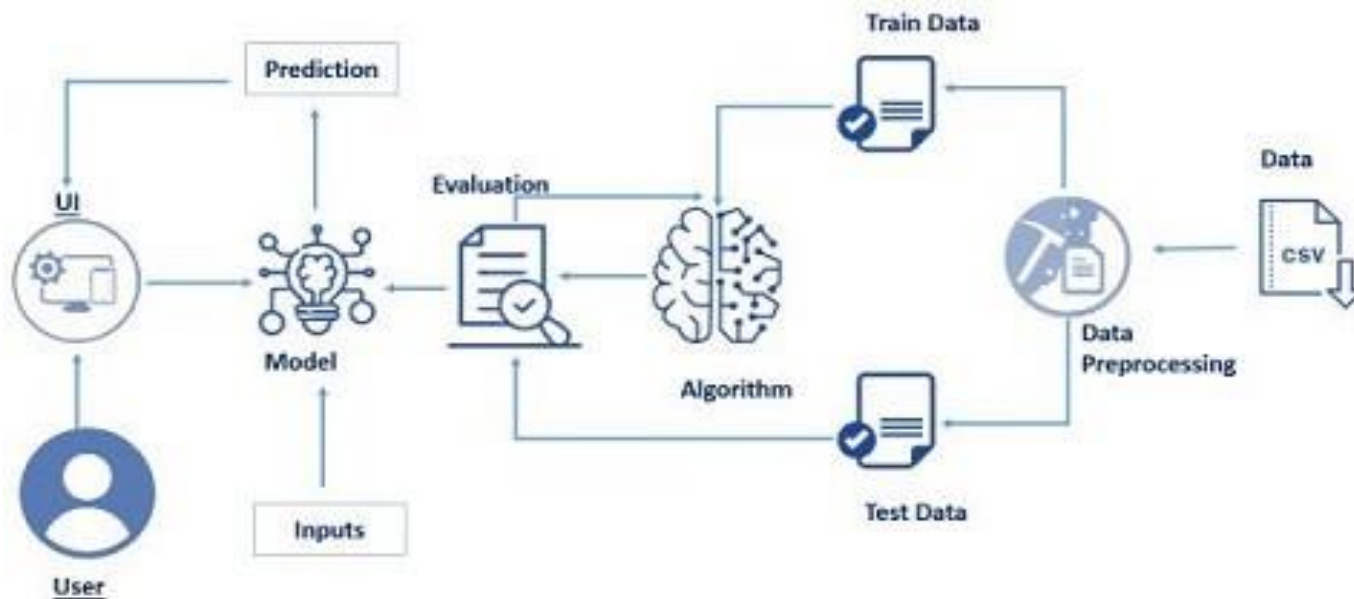 Train Data
Prediction
Data
Evaluation
UI
CSV
Model
Data
Preprocessing
Algorithm
Inputs
Test Data
User